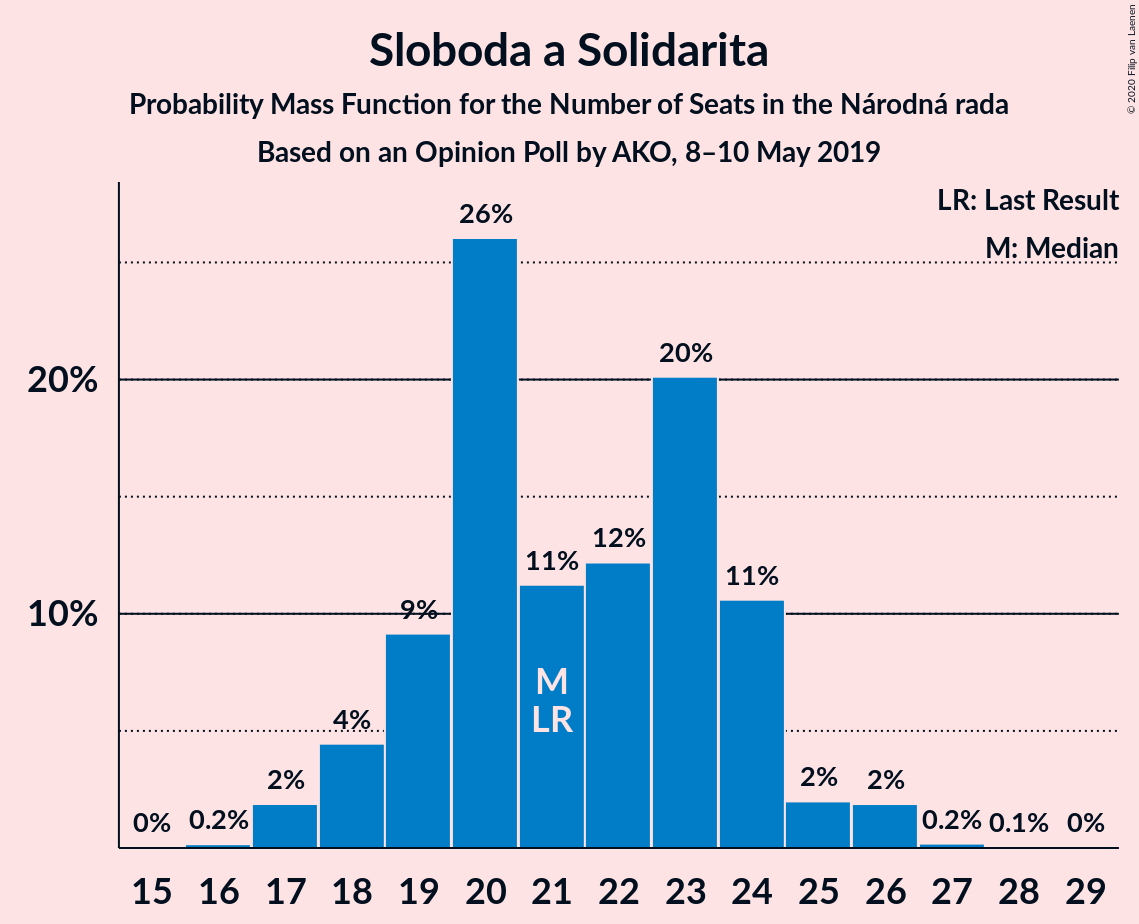 Sloboda a Solidarita
Probability Mass Function for the Number of Seats in the Národná rada
Based on an Opinion Poll by AKO, 8–10 May 2019
© 2020 Filip van Laenen
LR: Last Result
M: Median
26%
20%
20%
12%
11%
11%
10%
9%
M
LR
4%
2%
2%
2%
0%
0.2%
0.2%
0.1%
0%
15 16 17 18 19 20 21 22 23 24 25 26 27 28 29